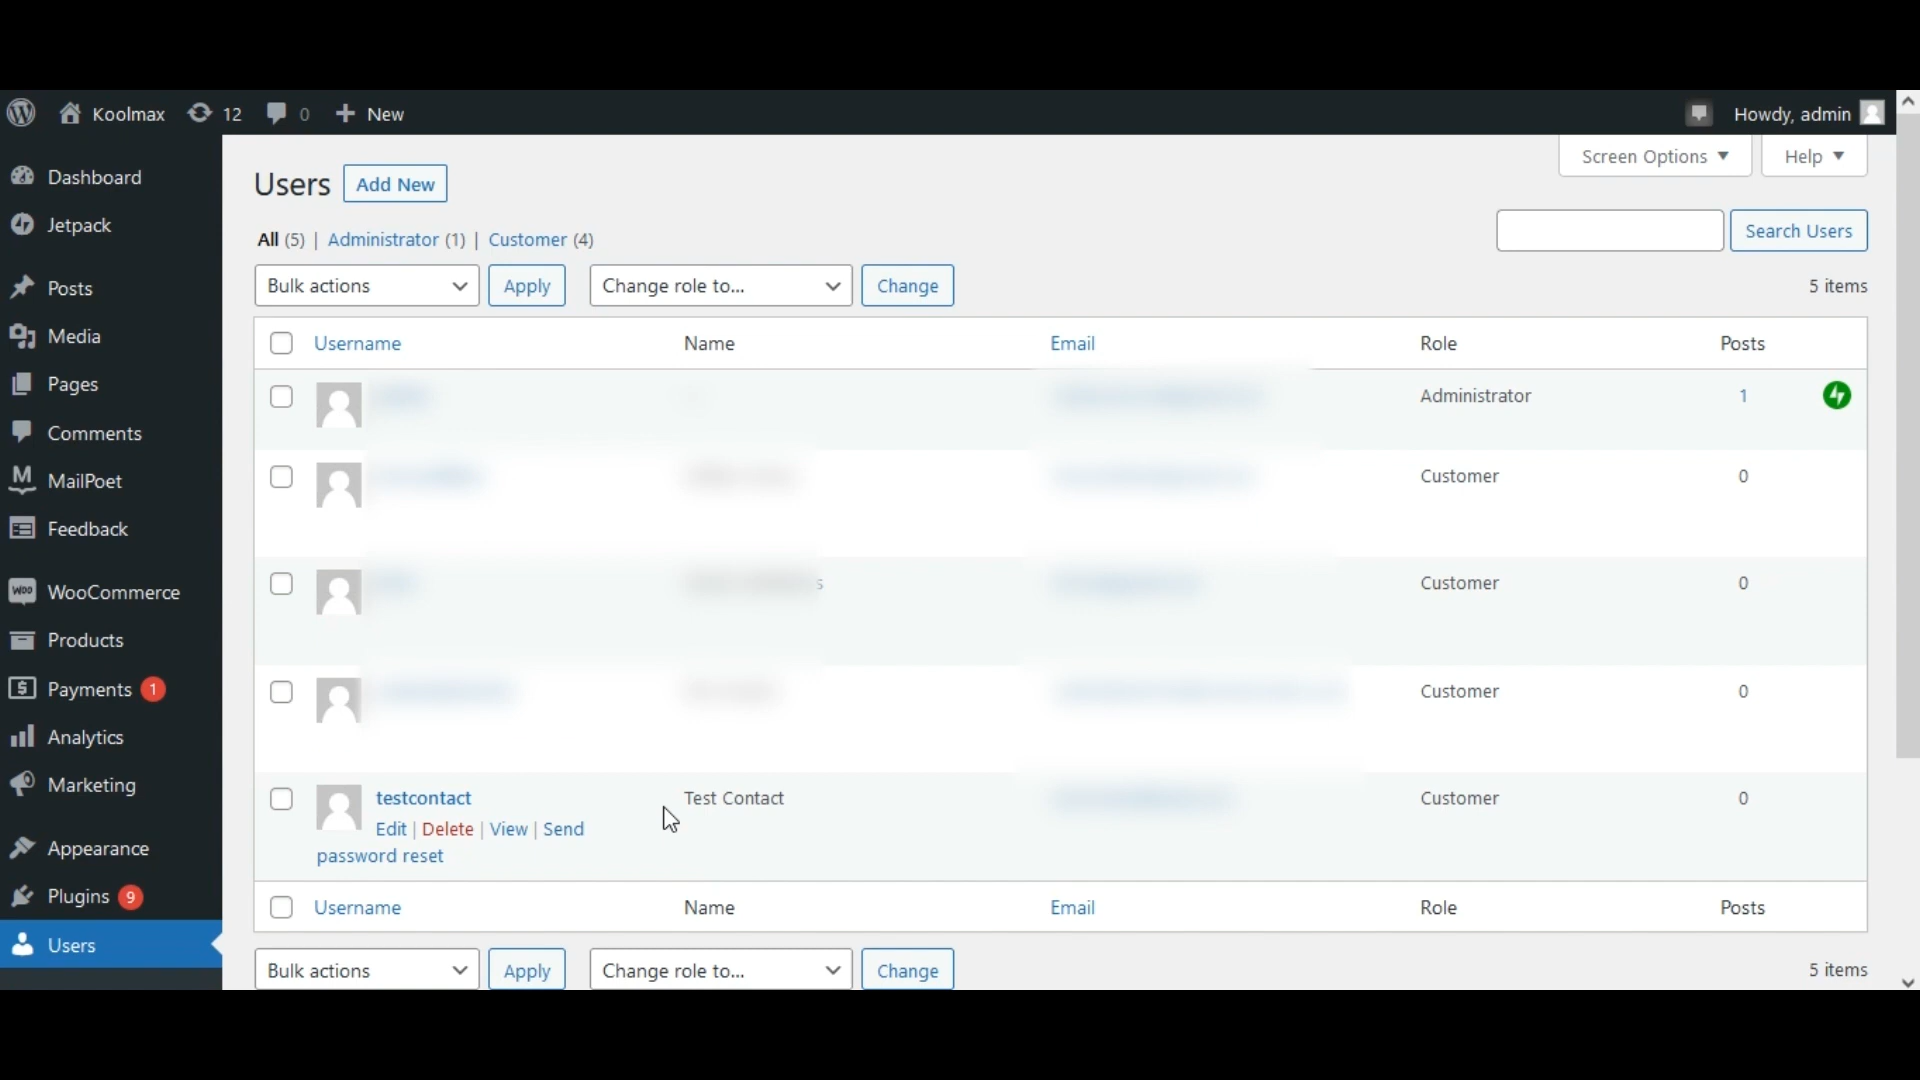 Koolmax 12 0 New Howdy, admin
Screen Options Help
Dashboard
Jetpack
Posts
Media
Pages
Comments
MailPoet
Feedback
WooCommerce
Products
Payments 1
Analytics
Marketing
Appearance
Plugins 9
Users
Users Add New
All (5) | Administrator (1) | Customer (4)
Search Users
Bulk actions Apply Change role to... Change 5 items
Username Name Email Role Posts
Administrator 1
Customer 0
Customer 0
Customer 0
testcontact Test Contact Customer 0
Edit | Delete | View | Send
password reset
Username Name Email Role Posts
Bulk actions Apply Change role to... Change 5 items